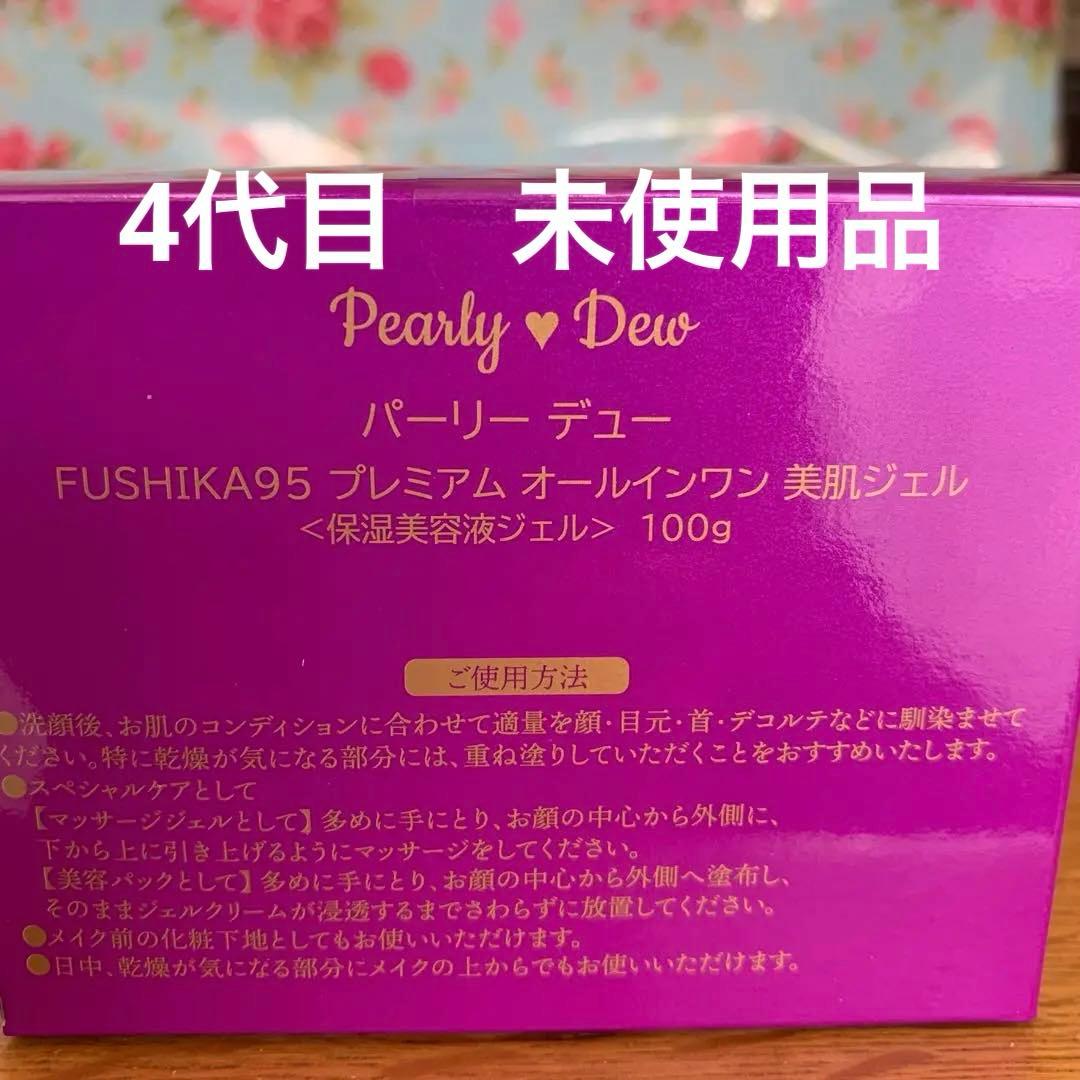 4代目　未使用品
Pearly ♥ Dew
パーリー デュー
FUSHIKA95 プレミアム オールインワン 美肌ジェル
＜保湿美容液ジェル＞ 100g
ご使用方法
●洗顔後、お肌のコンディションに合わせて適量を顔・目元・首・デコルテなどに馴染ませて
ください。特に乾燥が気になる部分には、重ね塗りしていただくことをおすすめいたします。
●スペシャルケアとして
【マッサージジェルとして】多めに手にとり、お顔の中心から外側に、
下から上に引き上げるようにマッサージをしてください。
【美容パックとして】多めに手にとり、お顔の中心から外側へ塗布し、
そのままジェルクリームが浸透するまでさわらずに放置してください。
●メイク前の化粧下地としてもお使いいただけます。
●日中、乾燥が気になる部分にメイクの上からでもお使いいただけます。